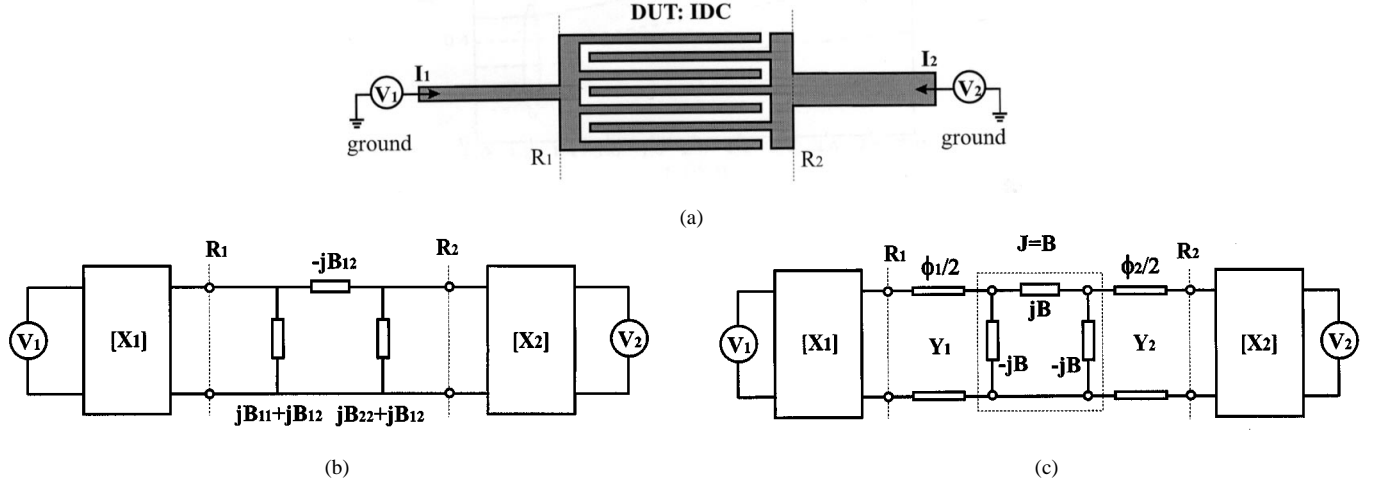 DUT: IDC
I1
I2
V1
V2
ground
ground
R1
R2
(a)
R1
-jB12
R2
V1
[X1]
[X2]
V2
jB11+jB12
jB22+jB12
(b)
J=B
R1
ϕ1/2
ϕ2/2
R2
jB
V1
[X1]
Y1
-jB
-jB
Y2
[X2]
V2
(c)